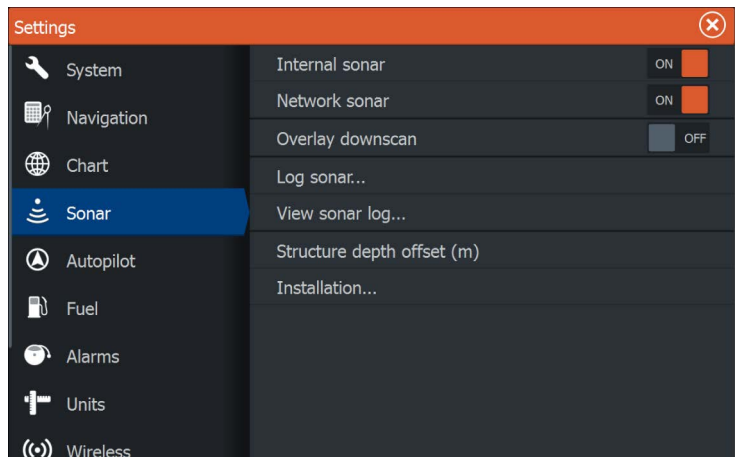 Settings
System
Navigation
Chart
Sonar
Autopilot
Fuel
Alarms
Units
Wireless
Internal sonar ON
Network sonar ON
Overlay downscan OFF
Log sonar...
View sonar log...
Structure depth offset (m)
Installation...